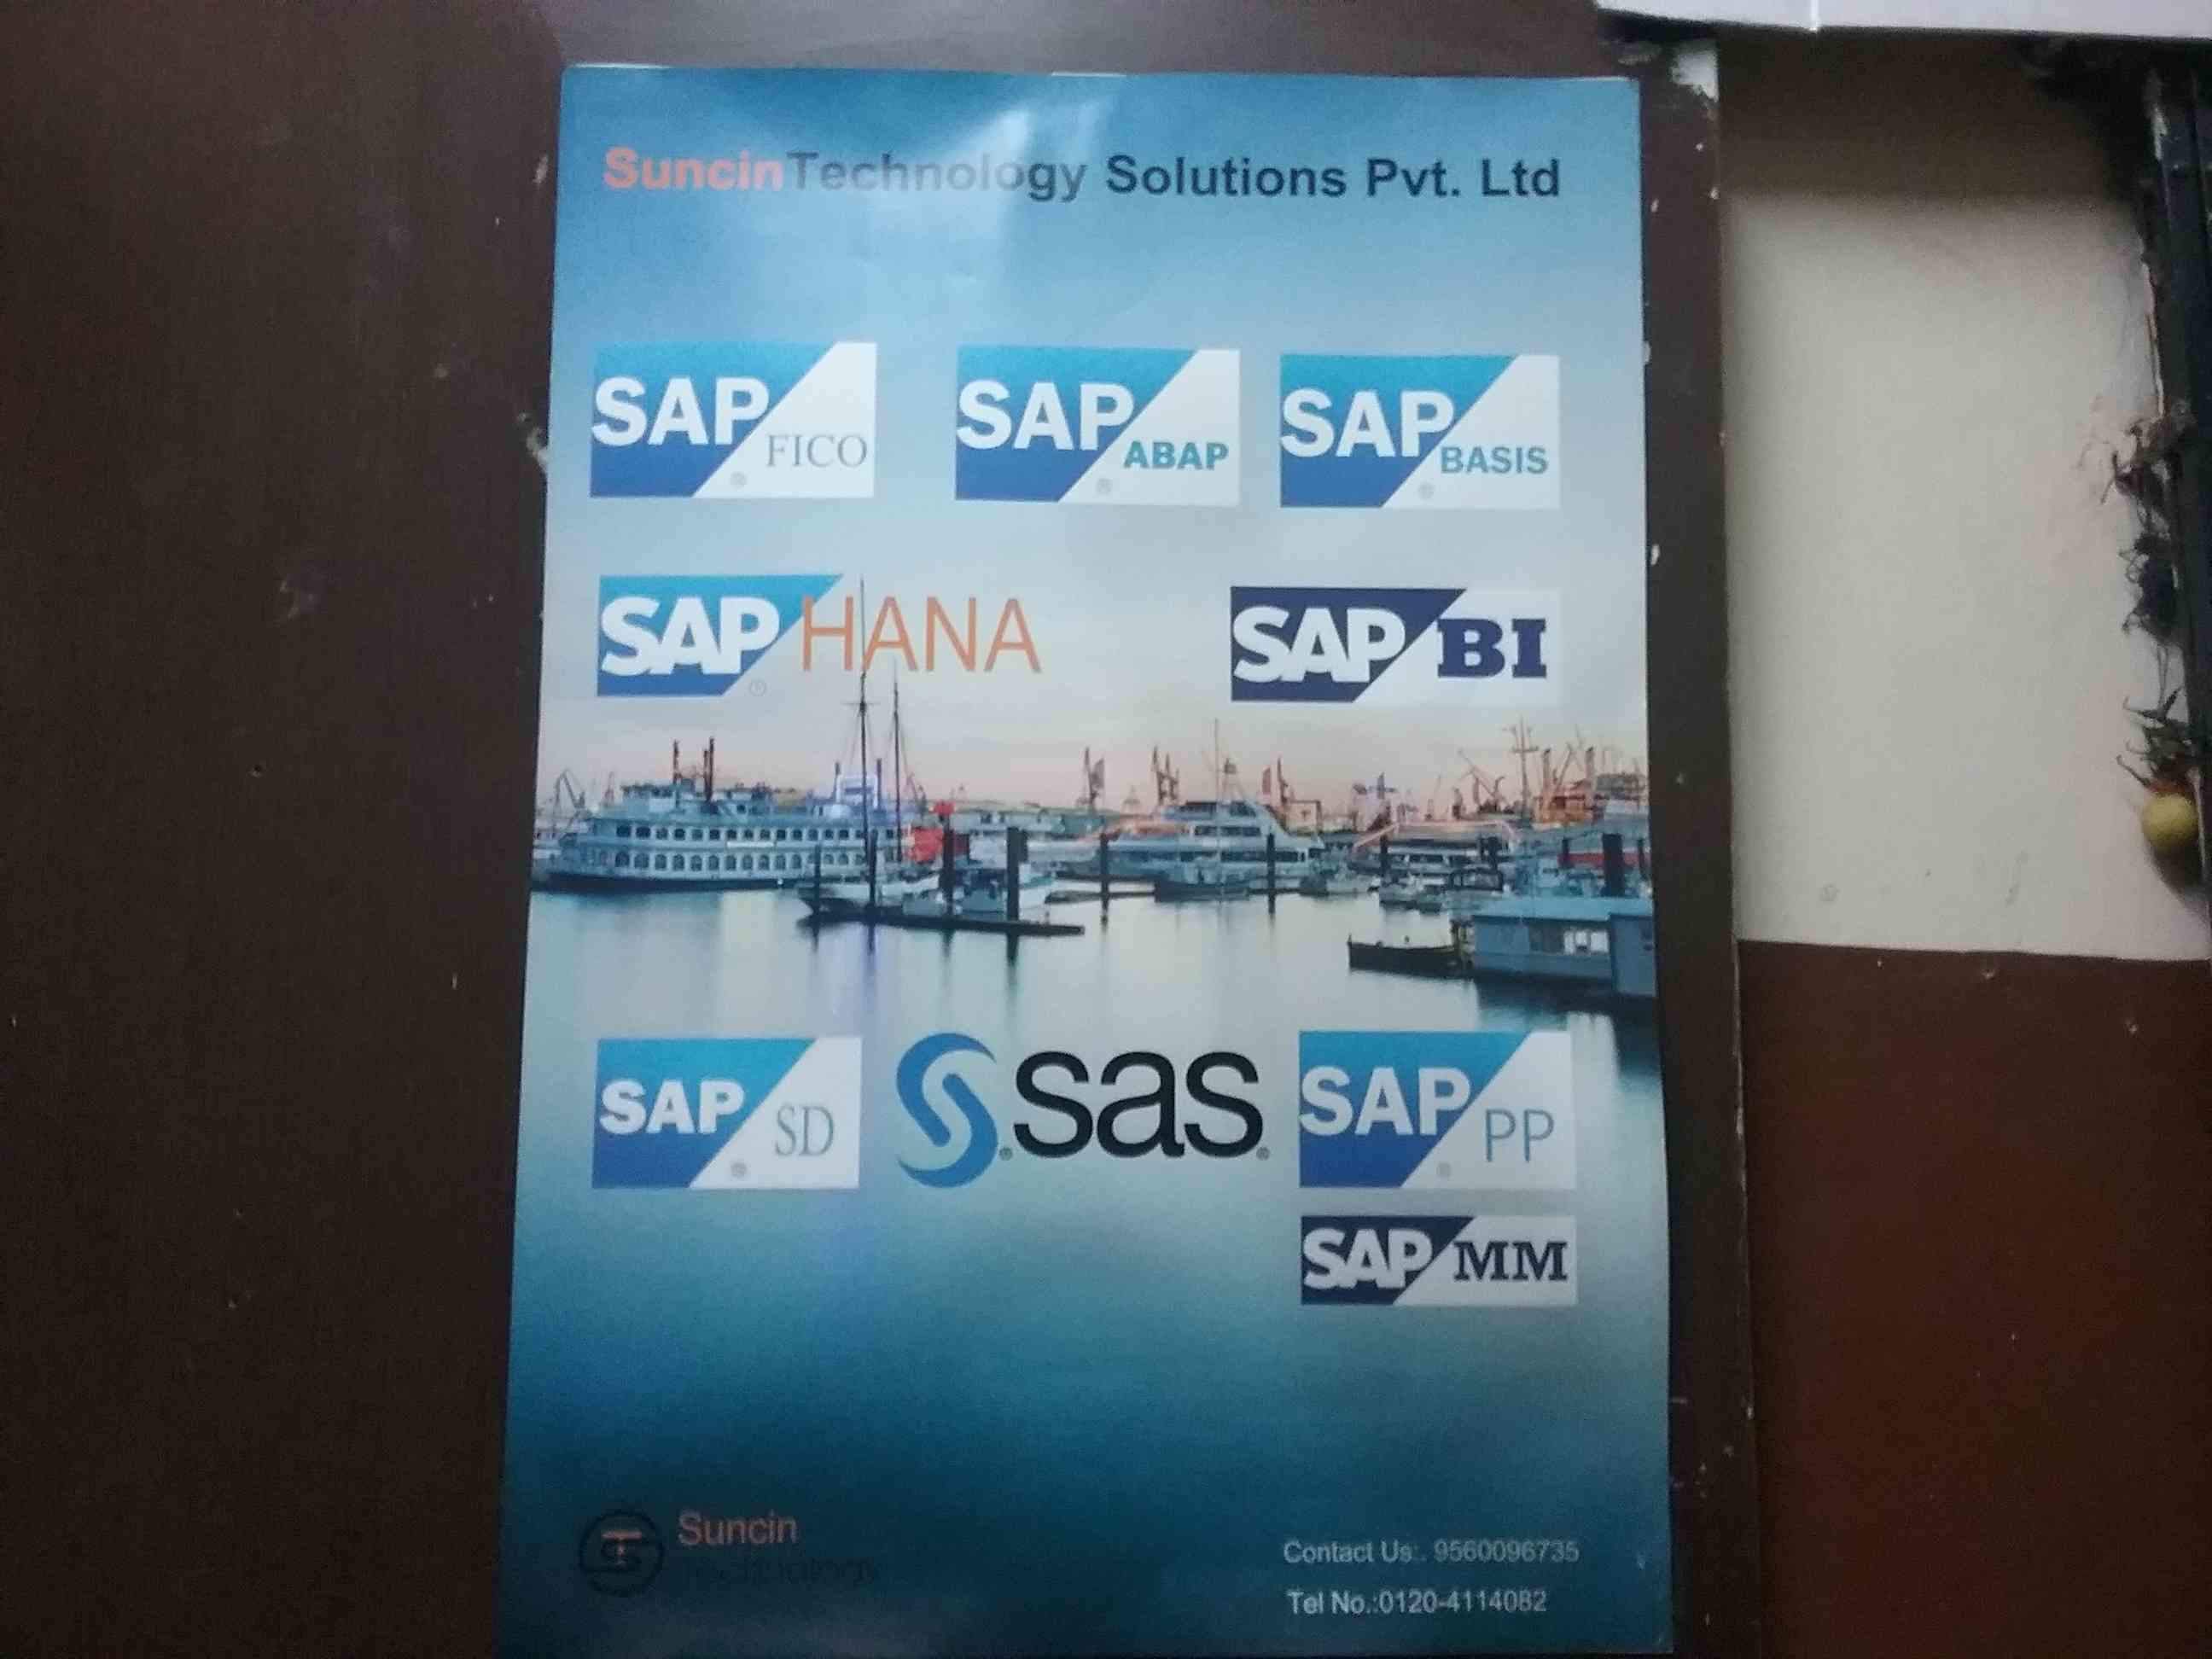 SuncinTechnology Solutions Pvt. Ltd
SAP FICO
SAP ABAP
SAP BASIS
SAP HANA
SAP BI
SAP SD
sas
SAP PP
SAP MM
Suncin
Technology
Contact Us:. 9560096735
Tel No.:0120-4114082